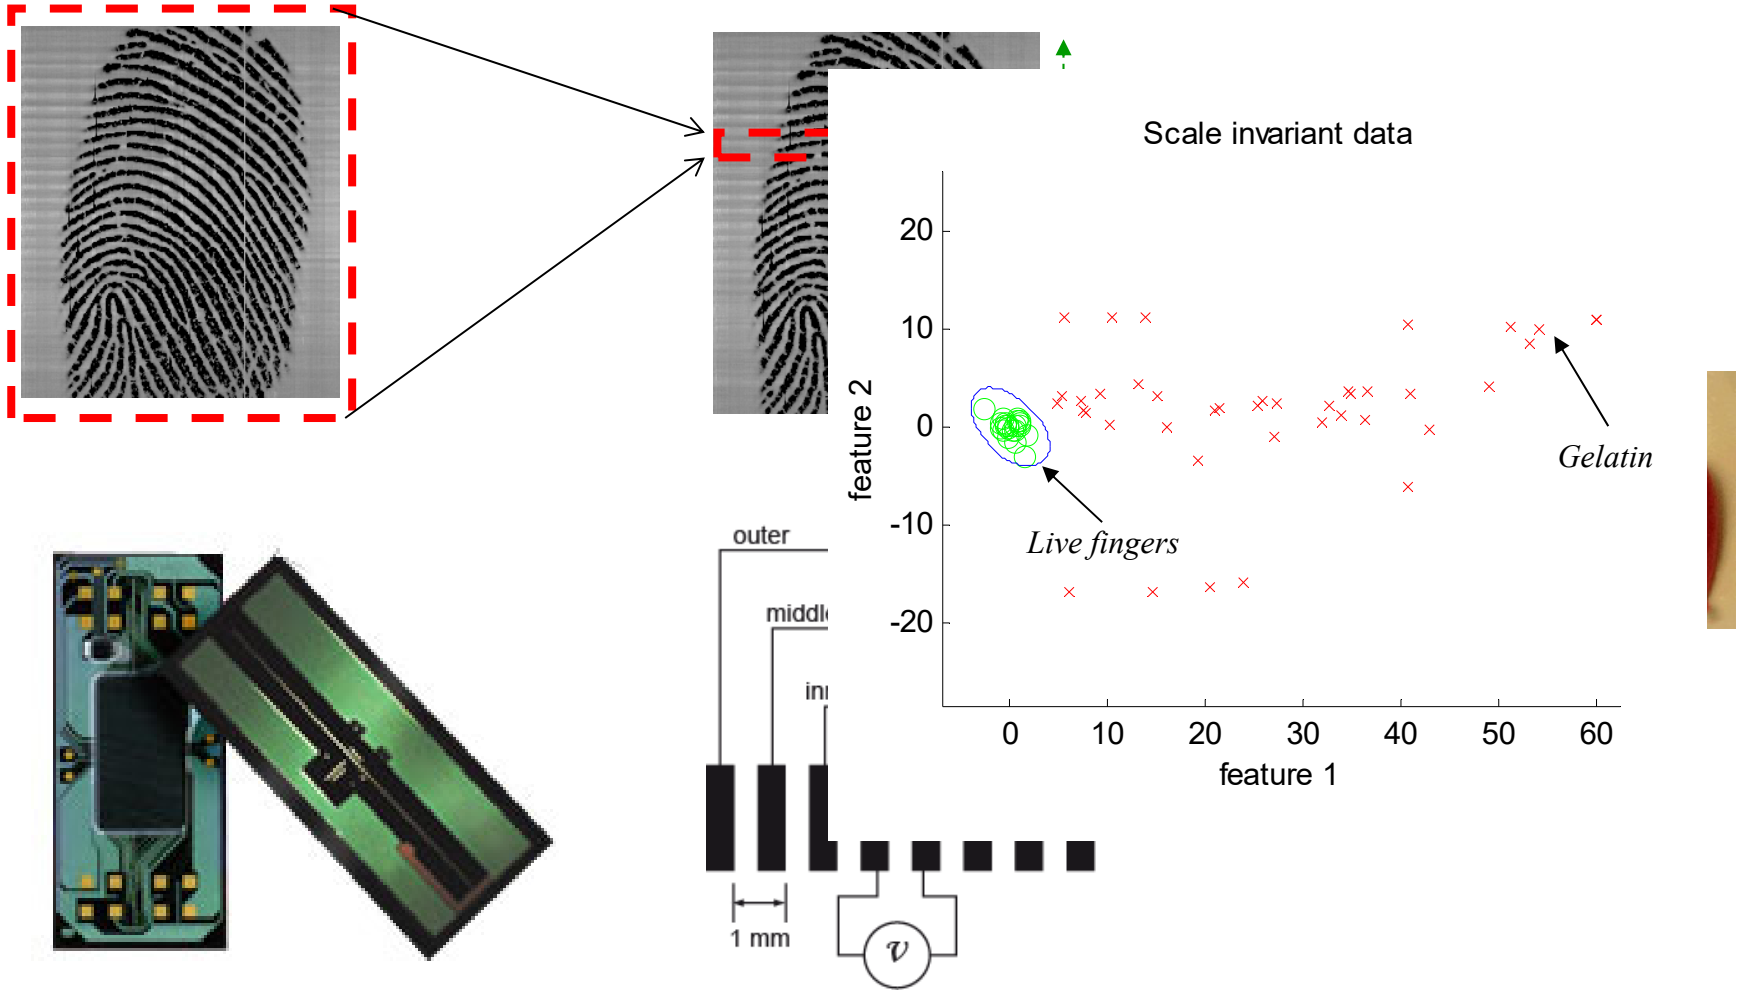 Scale invariant data
20
10
0
-10
-20
feature 2
Gelatin
Live fingers
0 10 20 30 40 50 60
feature 1
outer
1 mm
v